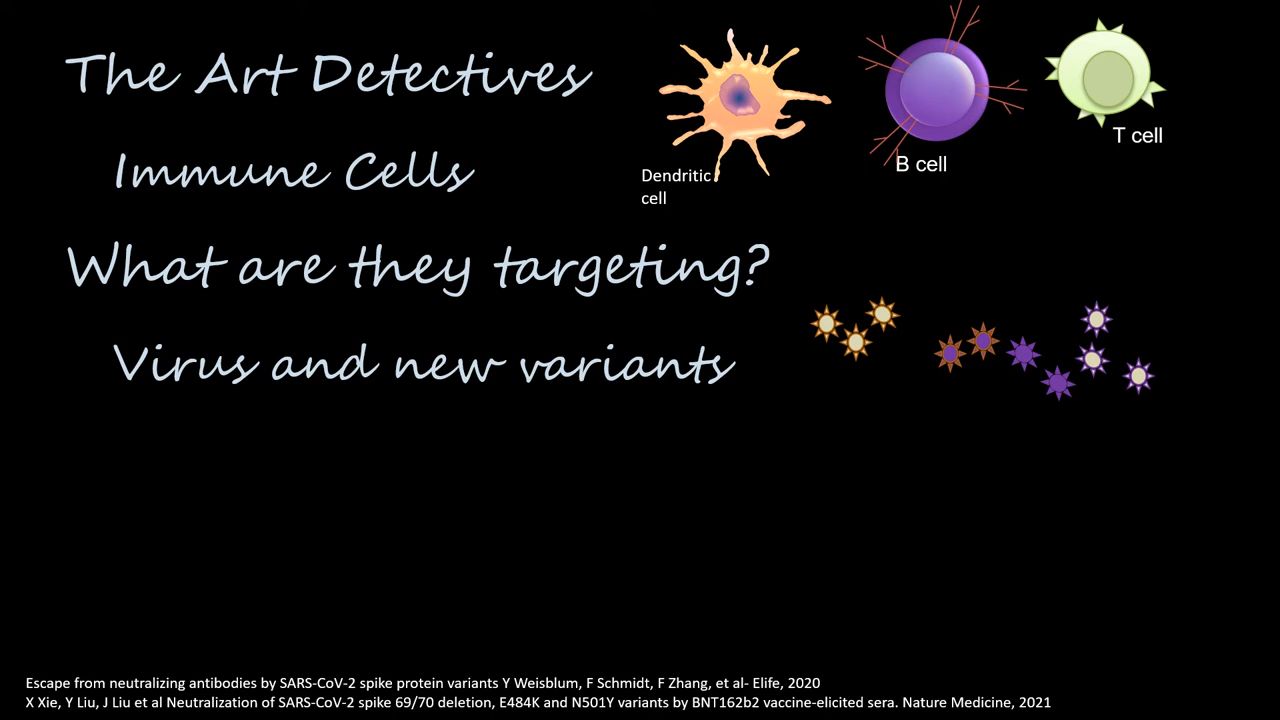 The Art Detectives
Immune Cells
Dendritic
cell
B cell
T cell
What are they targeting?
Virus and new variants
Escape from neutralizing antibodies by SARS-CoV-2 spike protein variants Y Weisblum, F Schmidt, F Zhang, et al- Elife, 2020
X Xie, Y Liu, J Liu et al Neutralization of SARS-CoV-2 spike 69/70 deletion, E484K and N501Y variants by BNT162b2 vaccine-elicited sera. Nature Medicine, 2021